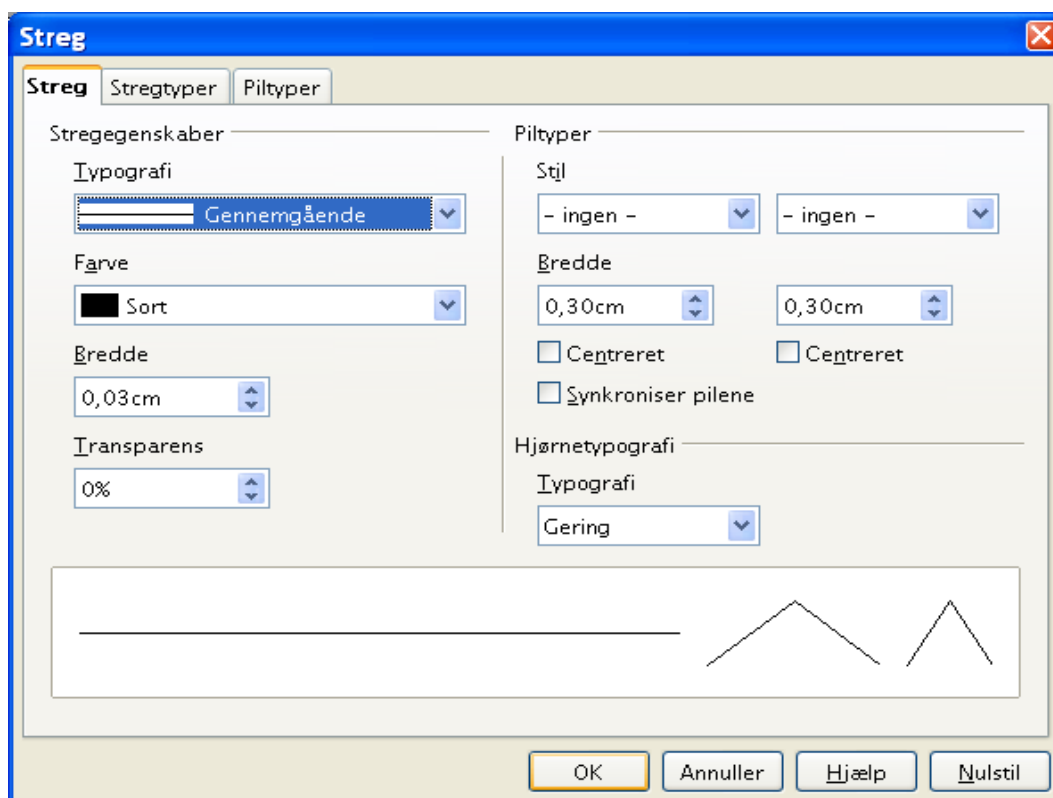 Streg
Streg Stregtyper Piltyper
Stregegenskaber
Typografi
Gennemgående
Farve
Sort
Bredde
0,03cm
Transparens
0%
Piltyper
Stil
- ingen - - ingen -
Bredde
0,30cm 0,30cm
Centreret Centreret
Synkroniser pilene
Hjørnetypografi
Typografi
Gering
OK Annuller Hjælp Nulstil